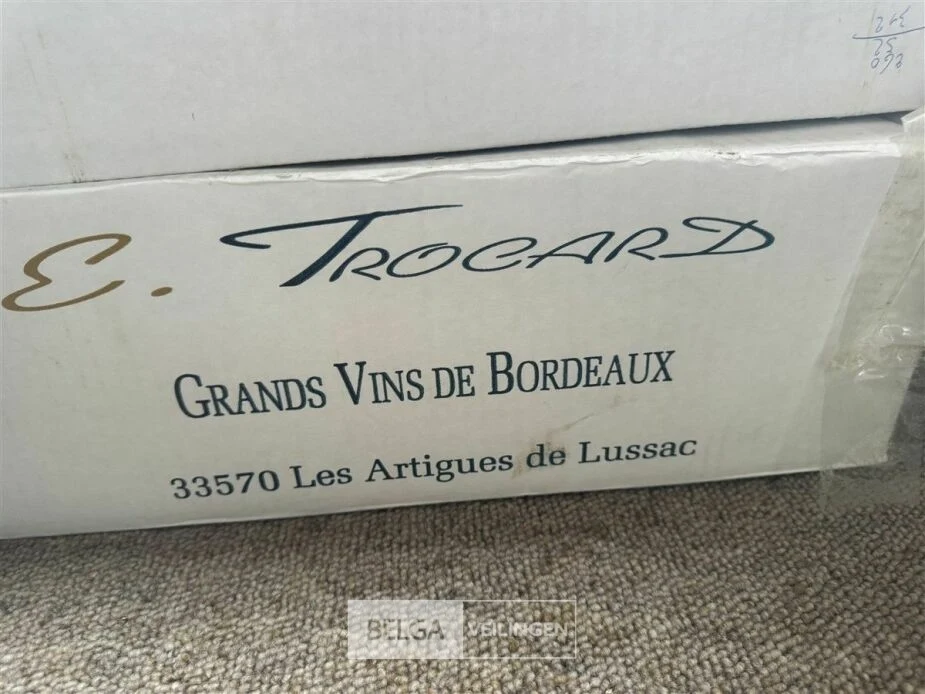 E. TROCARD
GRANDS VINS DE BORDEAUX
33570 Les Artigues de Lussac
BELGA VEILINGEN